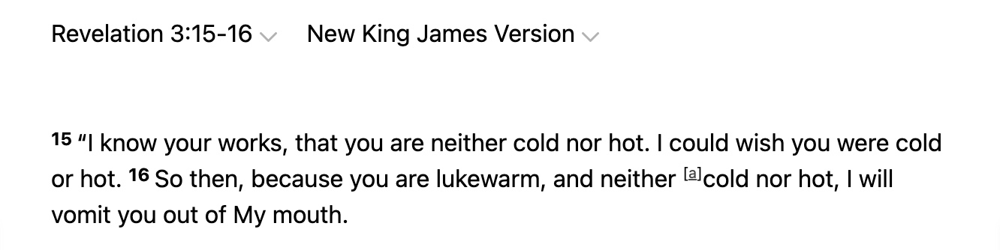 Revelation 3:15-16 New King James Version
15 “I know your works, that you are neither cold nor hot. I could wish you were cold
or hot. 16 So then, because you are lukewarm, and neither [a]cold nor hot, I will
vomit you out of My mouth.